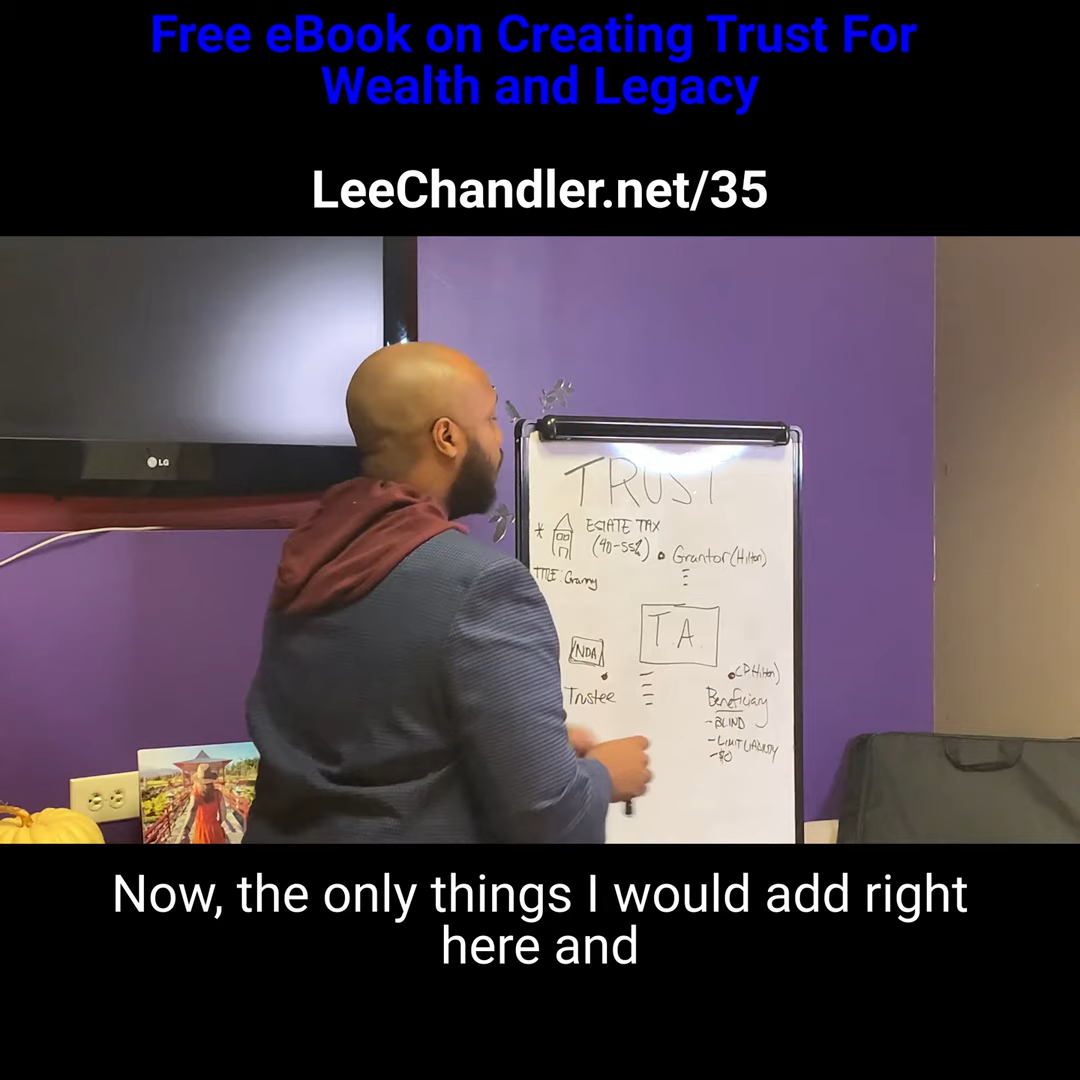 Free eBook on Creating Trust For
Wealth and Legacy
LeeChandler.net/35
LG
TRUST
* ESTATE TAX
(40-55%)
• Grantor (Hilton)
TITLE: Granny
T A.
NDA
(P. Hilton)
Trustee
Beneficiary
- BLIND
- LIMIT LIABILITY
- $0
Now, the only things I would add right
here and